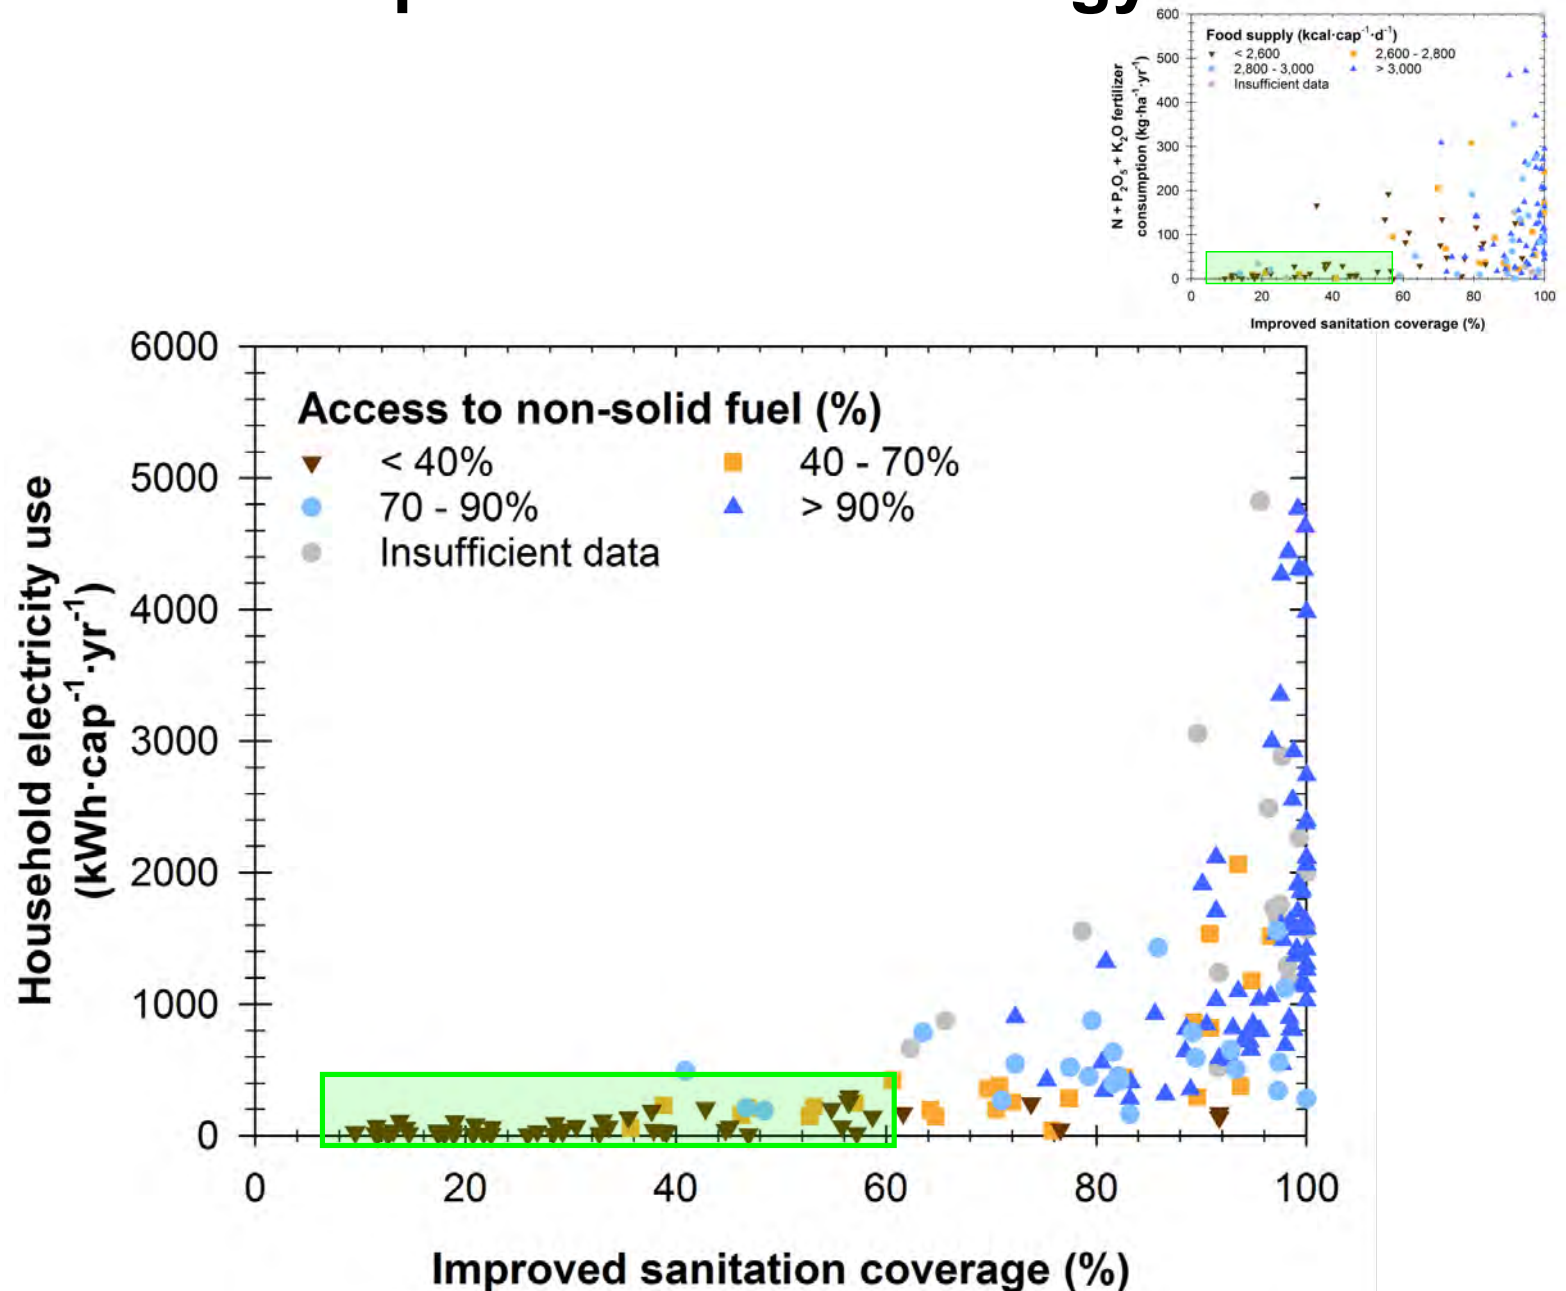 600
500
400
300
200
100
0
Food supply (kcal·cap⁻¹·d⁻¹)
< 2,600
2,600 - 2,800
2,800 - 3,000
> 3,000
Insufficient data
N + P₂O₅ + K₂O fertilizer
consumption (kg·ha⁻¹·yr⁻¹)
0 20 40 60 80 100
Improved sanitation coverage (%)
6000
5000
4000
3000
2000
1000
0
Access to non-solid fuel (%)
< 40%
40 - 70%
70 - 90%
> 90%
Insufficient data
Household electricity use
(kWh·cap⁻¹·yr⁻¹)
0 20 40 60 80 100
Improved sanitation coverage (%)